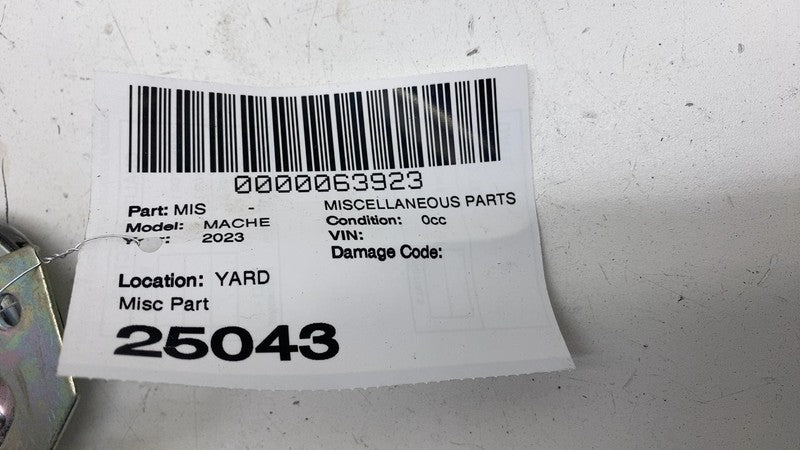 0000063923
Part: MIS - MISCELLANEOUS PARTS
Model: MACHE Condition: 0cc
2023 VIN:
Damage Code:
Location: YARD
Misc Part
25043